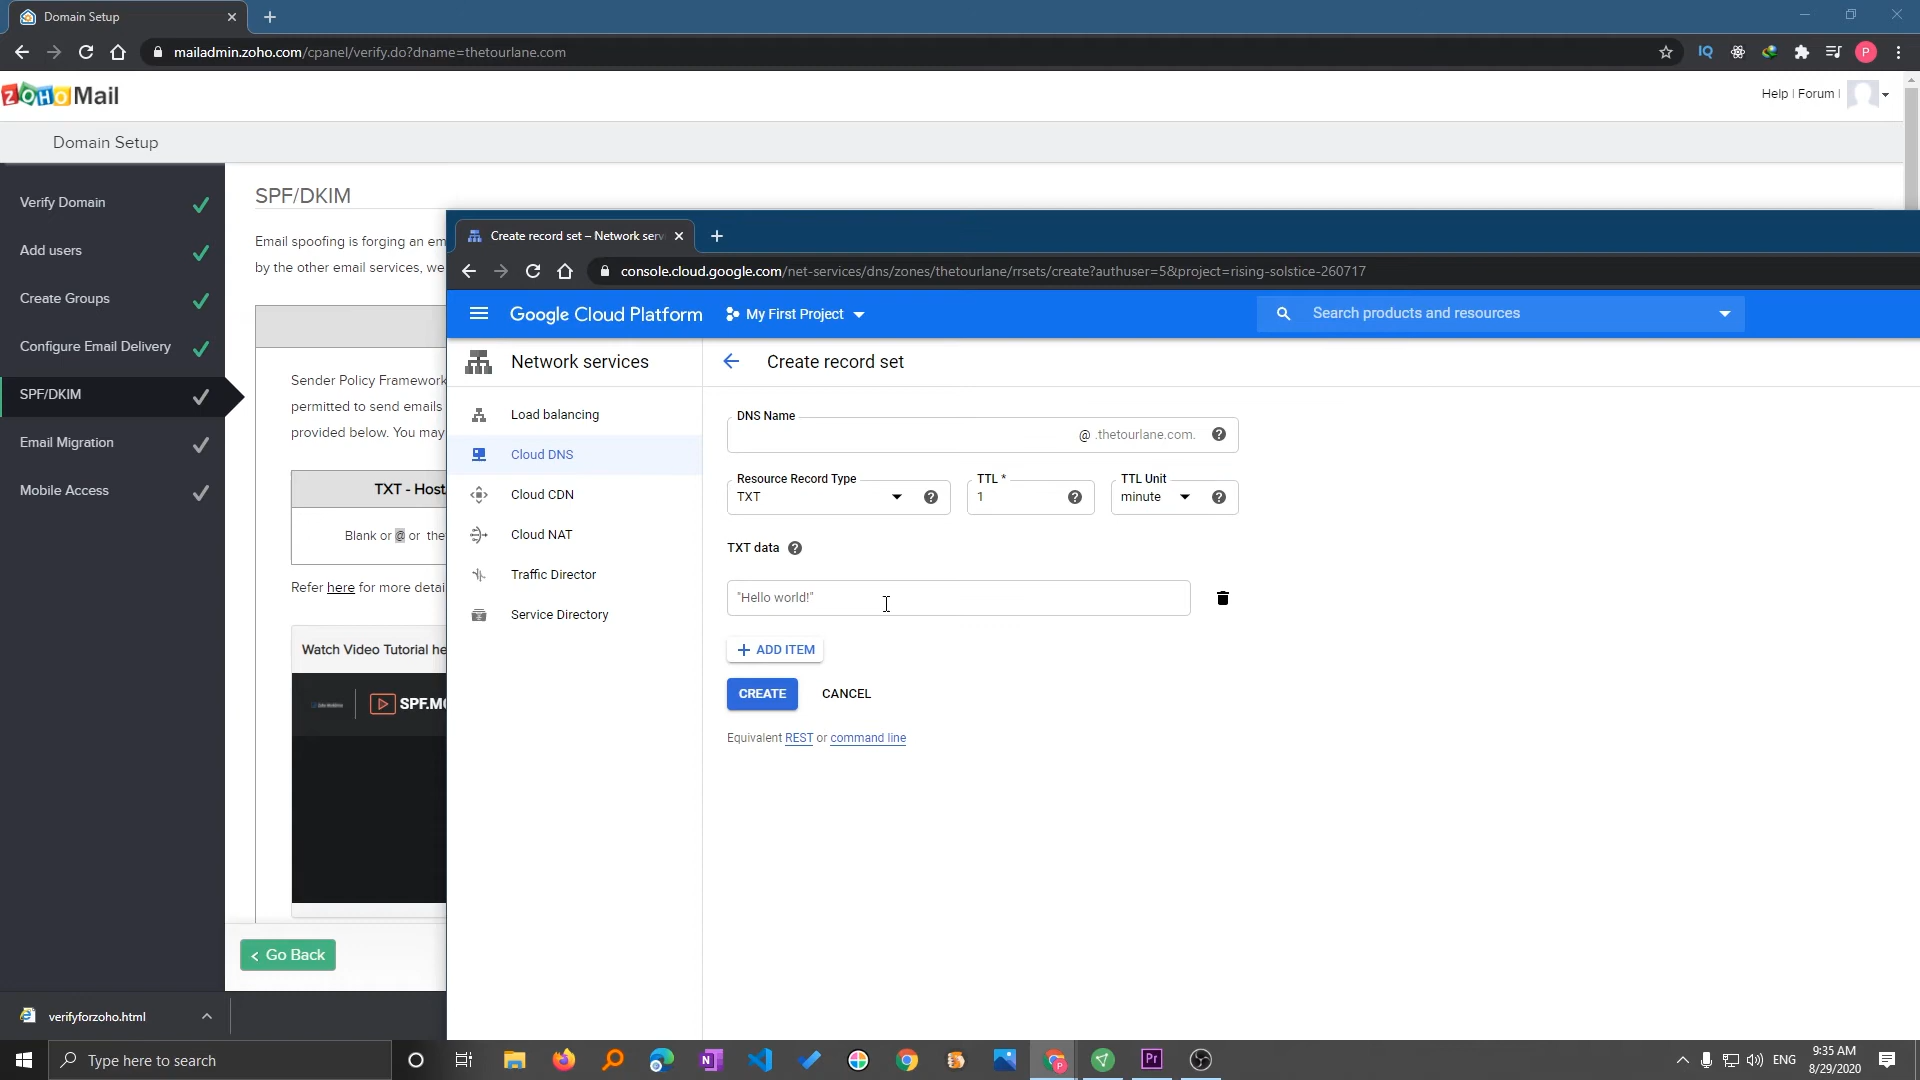 Domain Setup
mailadmin.zoho.com/cpanel/verify.do?dname=thetourlane.com
IQ
P
ZOHO Mail
Help | Forum |
Domain Setup
Verify Domain
Add users
Create Groups
Configure Email Delivery
SPF/DKIM
Email Migration
Mobile Access
SPF/DKIM
Email spoofing is forging an em
by the other email services, we
Sender Policy Framework
permitted to send emails
provided below. You may
TXT - Host
Blank or @ or the
Refer here for more detai
Watch Video Tutorial he
SPF.M
< Go Back
Create record set – Network serv
console.cloud.google.com/net-services/dns/zones/thetourlane/rrsets/create?authuser=5&project=rising-solstice-260717
Google Cloud Platform
My First Project
Search products and resources
Network services
Create record set
Load balancing
Cloud DNS
Cloud CDN
Cloud NAT
Traffic Director
Service Directory
DNS Name
@ .thetourlane.com.
Resource Record Type
TXT
TTL *
1
TTL Unit
minute
TXT data
"Hello world!"
+ ADD ITEM
CREATE
CANCEL
Equivalent REST or command line
verifyforzoho.html
Type here to search
N
Pr
P
ENG
9:35 AM
8/29/2020